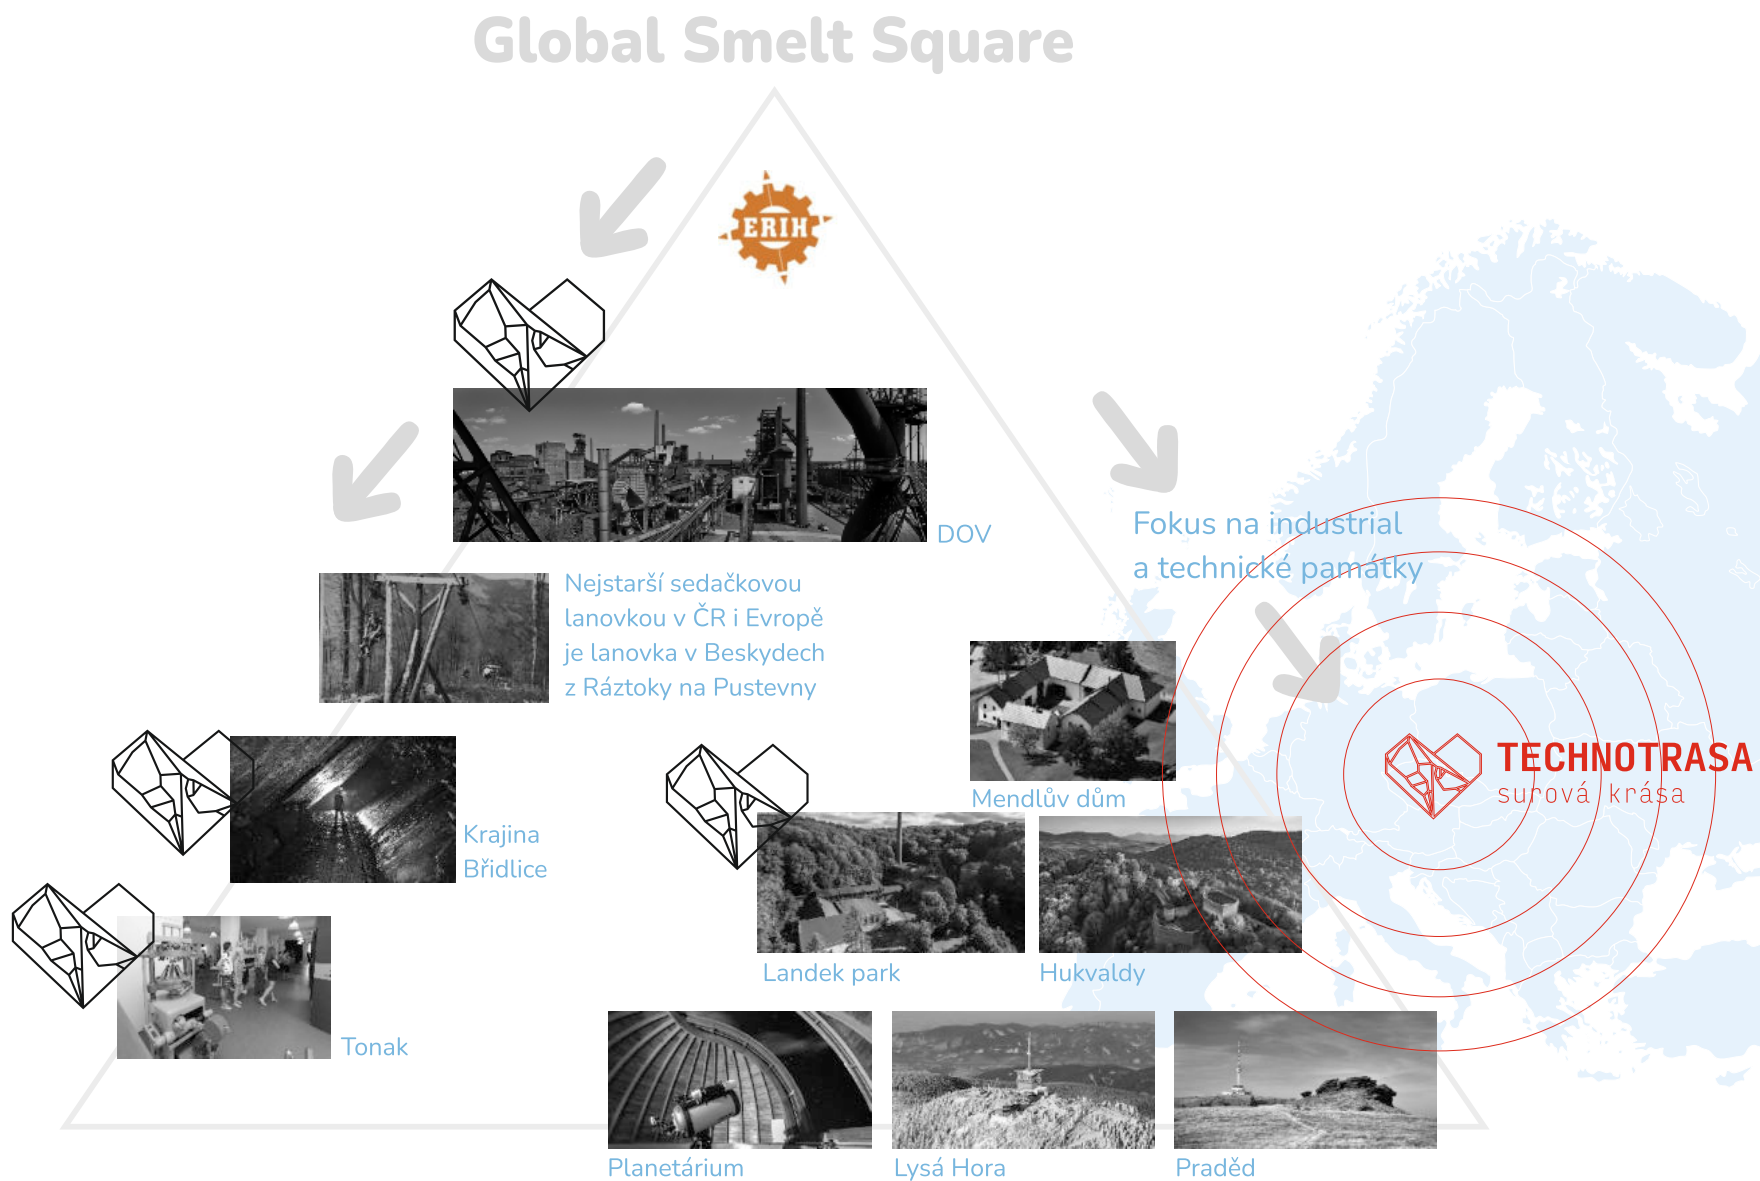 Global Smelt Square
ERIH
DOV
Fokus na industrial
a technické památky
Nejstarší sedačkovou
lanovkou v ČR i Evropě
je lanovka v Beskydech
z Ráztoky na Pustevny
TECHNOTRASA
surová krása
Mendlův dům
Krajina
Břidlice
Landek park
Hukvaldy
Tonak
Planetárium
Lysá Hora
Praděd